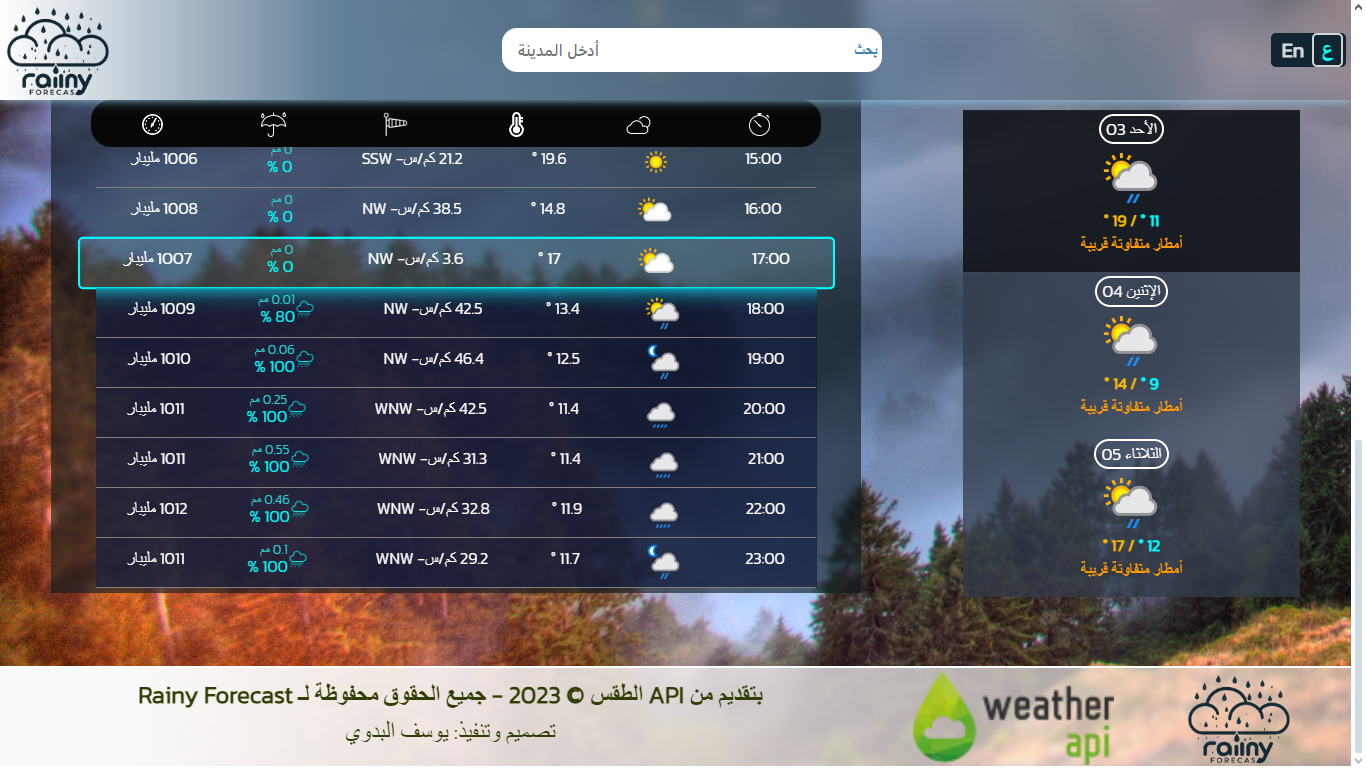 raiiny
FORECAS
أدخل المدينة
بحث
En ع
15:00 19.6 ° 21.2 كم/س- SSW 0 مم 0 % 1006 مليبار
16:00 14.8 ° 38.5 كم/س- NW 0 مم 0 % 1008 مليبار
17:00 17 ° 3.6 كم/س- NW 0 مم 0 % 1007 مليبار
18:00 13.4 ° 42.5 كم/س- NW 0.01 مم 80 % 1009 مليبار
19:00 12.5 ° 46.4 كم/س- NW 0.06 مم 100 % 1010 مليبار
20:00 11.4 ° 42.5 كم/س- WNW 0.25 مم 100 % 1011 مليبار
21:00 11.4 ° 31.3 كم/س- WNW 0.55 مم 100 % 1011 مليبار
22:00 11.9 ° 32.8 كم/س- WNW 0.46 مم 100 % 1012 مليبار
23:00 11.7 ° 29.2 كم/س- WNW 0.1 مم 100 % 1011 مليبار
الأحد 03
11 ° / 19 °
أمطار متفاوتة قريبة
الإثنين 04
9 ° / 14 °
أمطار متفاوتة قريبة
الثلاثاء 05
12 ° / 17 °
أمطار متفاوتة قريبة
بتقديم من API الطقس © 2023 - جميع الحقوق محفوظة لـ Rainy Forecast
تصميم وتنفيذ: يوسف البدوي
weather
api
raiiny
FORECAS